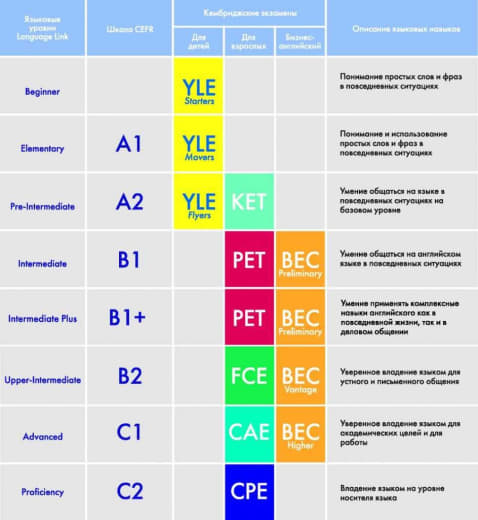 Языковые
уровни
Language Link
Шкала CEFR
Кембриджские экзамены
Для
детей
Для
взрослых
Бизнес-
английский
Описание языковых навыков
Beginner
YLE
Starters
Понимание простых слов и фраз
в повседневных ситуациях
Elementary
A1
YLE
Movers
Понимание и использование
простых слов и фраз в
повседневных ситуациях
Pre-Intermediate
A2
YLE
Flyers
KET
Умение общаться на языке в
повседневных ситуациях на
базовом уровне
Intermediate
B1
PET
BEC
Preliminary
Умение общаться на английском
языке в повседневных ситуациях
Intermediate Plus
B1+
PET
BEC
Preliminary
Умение применять комплексные
навыки английского как в
повседневной жизни, так и в
деловом общении
Upper-Intermediate
B2
FCE
BEC
Vantage
Уверенное владение языком для
устного и письменного общения
Advanced
C1
CAE
BEC
Higher
Уверенное владение языком для
академических целей и для
работы
Proficiency
C2
CPE
Владение языком на уровне
носителя языка